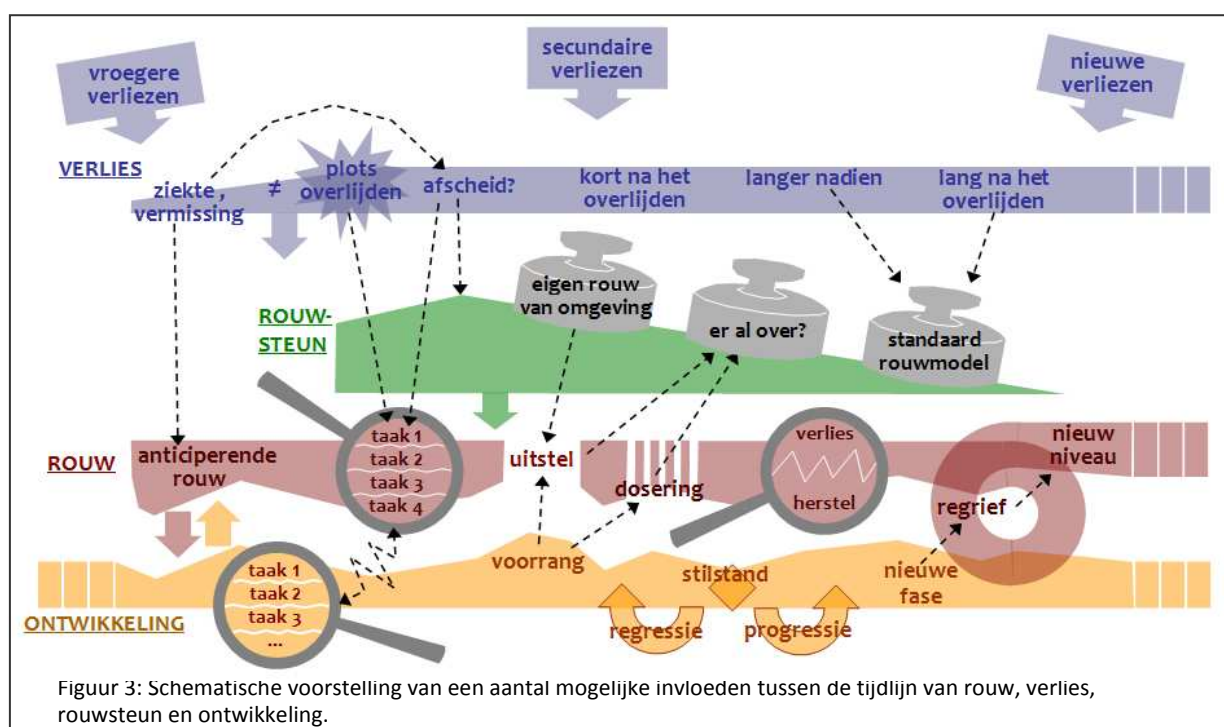 vroegere
verliezen
secundaire
verliezen
nieuwe
verliezen
VERLIES
ziekte ,
vermissing
≠
plots
overlijden
afscheid?
kort na het
overlijden
langer nadien
lang na het
overlijden
ROUW-
STEUN
eigen rouw
van omgeving
er al over?
standaard
rouwmodel
ROUW
anticiperende
rouw
taak 1
taak 2
taak 3
taak 4
uitstel
dosering
verlies
herstel
regrief
nieuw
niveau
ONTWIKKELING
taak 1
taak 2
taak 3
...
voorrang
stilstand
regressie
progressie
nieuwe
fase
Figuur 3: Schematische voorstelling van een aantal mogelijke invloeden tussen de tijdlijn van rouw, verlies,
rouwsteun en ontwikkeling.